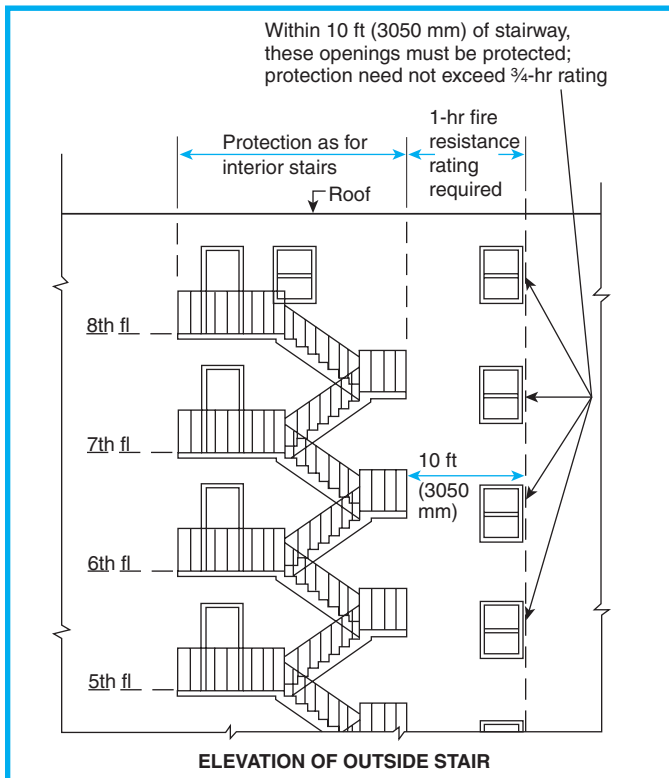 Within 10 ft (3050 mm) of stairway,
these openings must be protected;
protection need not exceed ¾-hr rating
Protection as for
interior stairs
1-hr fire
resistance
rating
required
Roof
8th fl
7th fl
10 ft
(3050
mm)
6th fl
5th fl
ELEVATION OF OUTSIDE STAIR